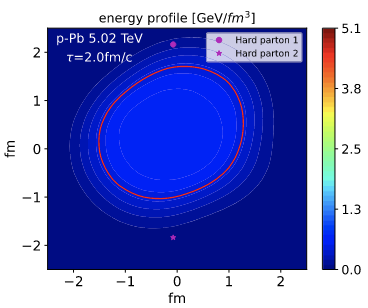 energy profile [GeV/fm³]
p-Pb 5.02 TeV
τ=2.0fm/c
Hard parton 1
Hard parton 2
fm
2
1
0
−1
−2
−2
−1
0
1
2
fm
5.1
3.8
2.5
1.3
0.0